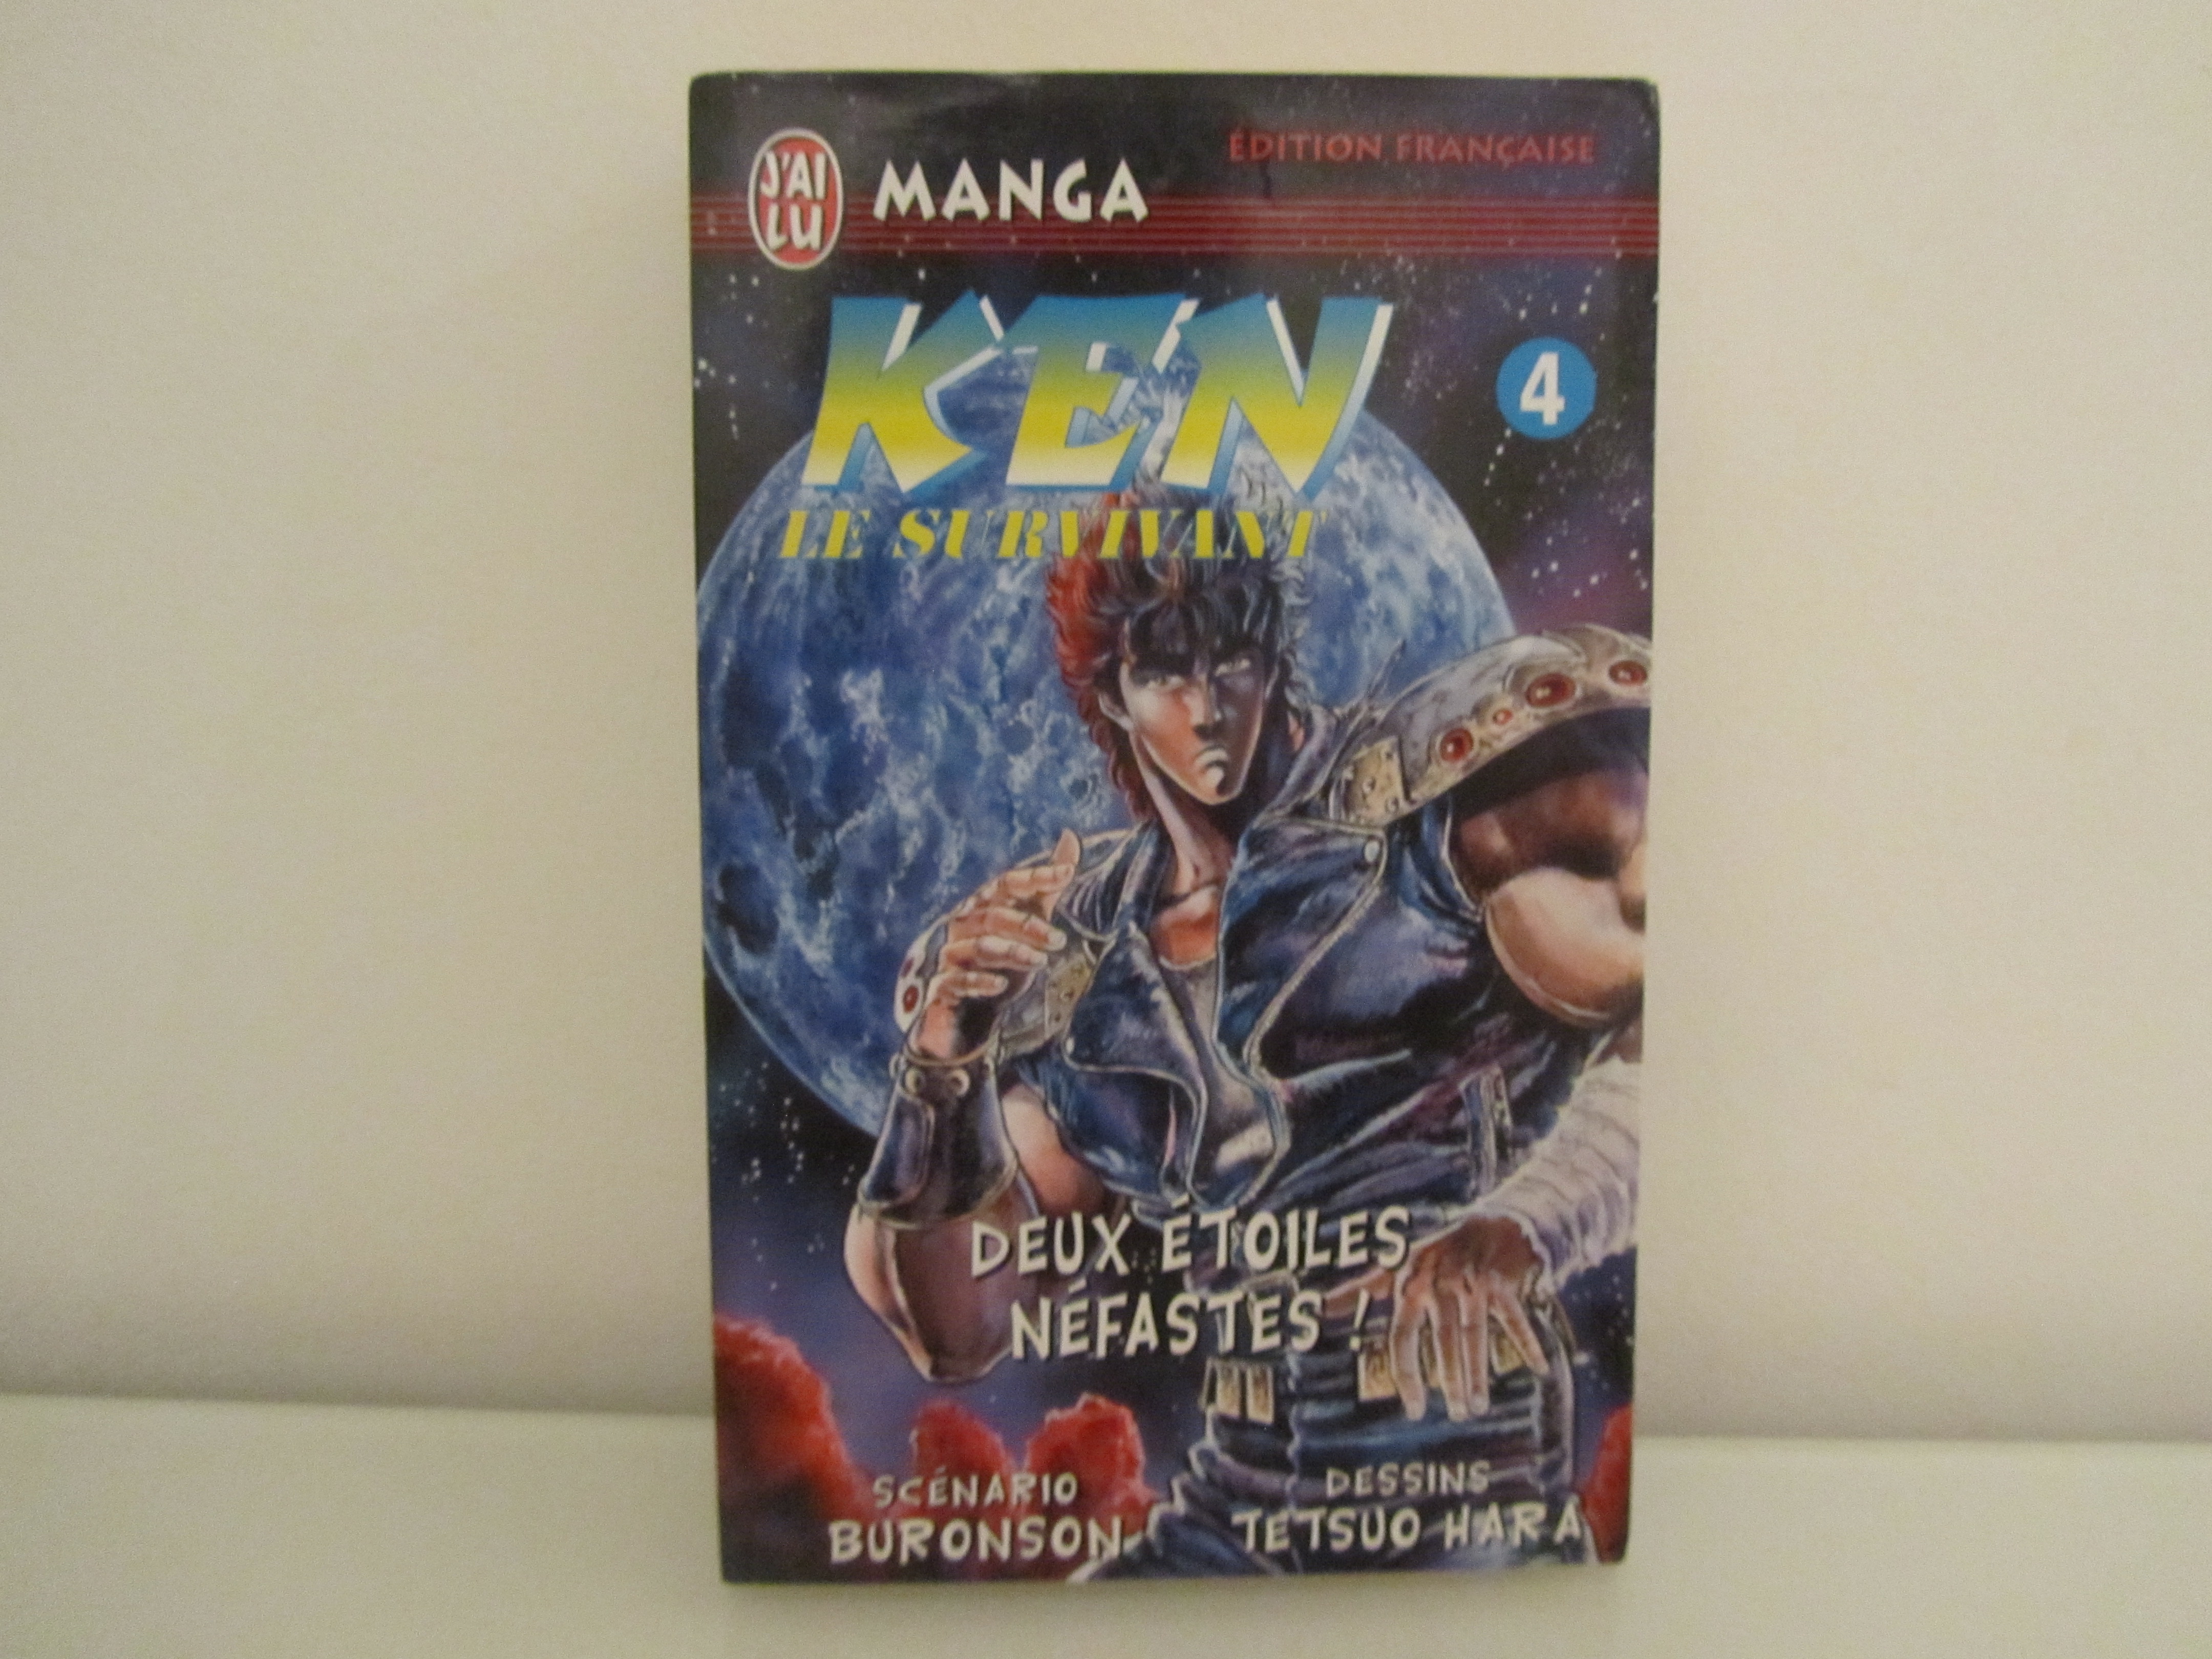 ÉDITION FRANÇAISE
J'AI
LU
MANGA
KEN
4
LE SURVIVANT
DEUX ÉTOILES
NÉFASTES !
SCÉNARIO
BURONSON
DESSINS
TETSUO HARA